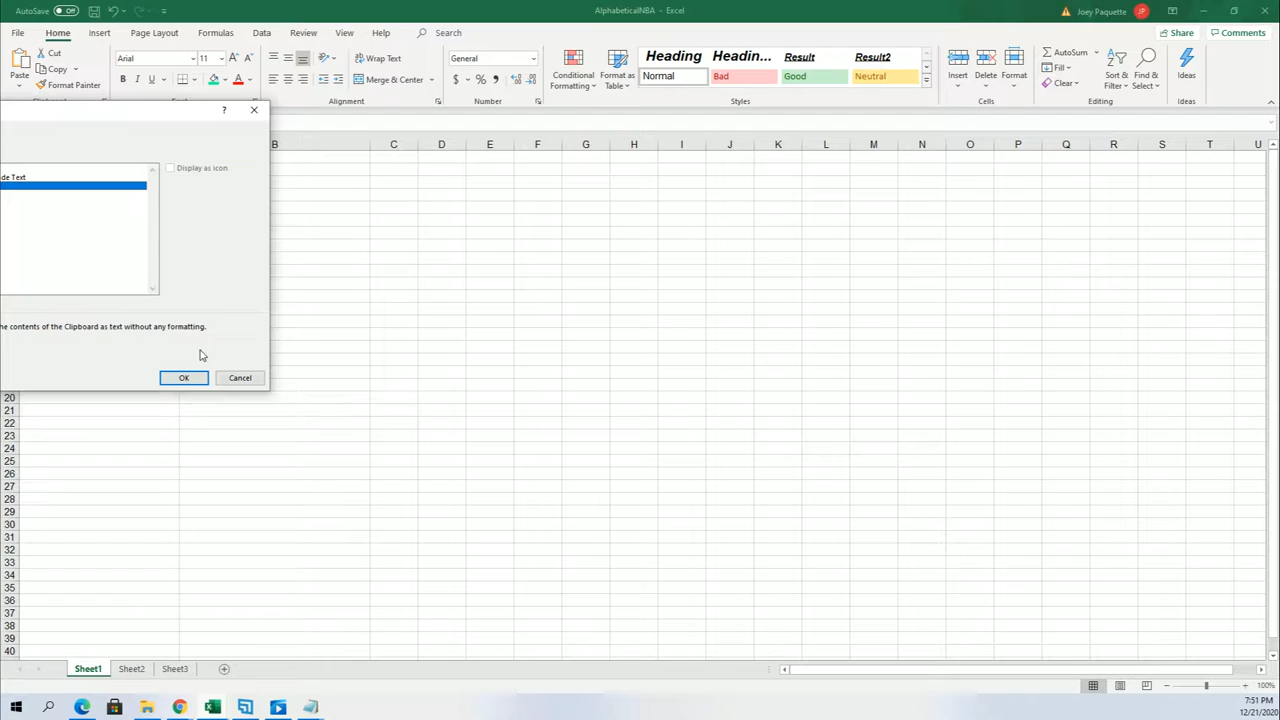 AutoSave Off AlphabeticalNBA - Excel Joey Paquette JP
File Home Insert Page Layout Formulas Data Review View Help Search Share Comments
Paste Cut Copy Format Painter
Arial 11
B I U A
Wrap Text
Merge & Center
Alignment
General
$ % ,
Number
Conditional Formatting Format as Table
Heading Headin... Result Result2
Normal Bad Good Neutral
Styles
Insert Delete Format
Cells
AutoSum Fill Clear
Sort & Filter Find & Select
Editing
Ideas
Ideas
?
B C D E F G H I J K L M N O P Q R S T U
Display as icon
de Text
he contents of the Clipboard as text without any formatting.
OK Cancel
20
21
22
23
24
25
26
27
28
29
30
31
32
33
34
35
36
37
38
39
40
Sheet1 Sheet2 Sheet3
100%
7:51 PM
12/21/2020